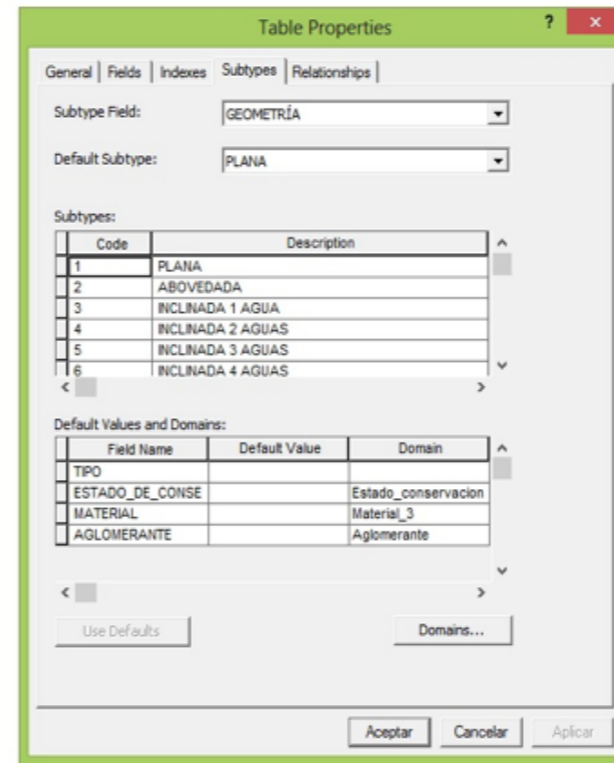 Table Properties ? x
General Fields Indexes Subtypes Relationships
Subtype Field: GEOMETRÍA
Default Subtype: PLANA
Subtypes:
Code Description
1 PLANA
2 ABOVEDADA
3 INCLINADA 1 AGUA
4 INCLINADA 2 AGUAS
5 INCLINADA 3 AGUAS
6 INCLINADA 4 AGUAS
Default Values and Domains:
Field Name Default Value Domain
TIPO
ESTADO_DE_CONSE Estado_conservacion
MATERIAL Material_3
AGLOMERANTE Aglomerante
Use Defaults Domains...
Aceptar Cancelar Aplicar